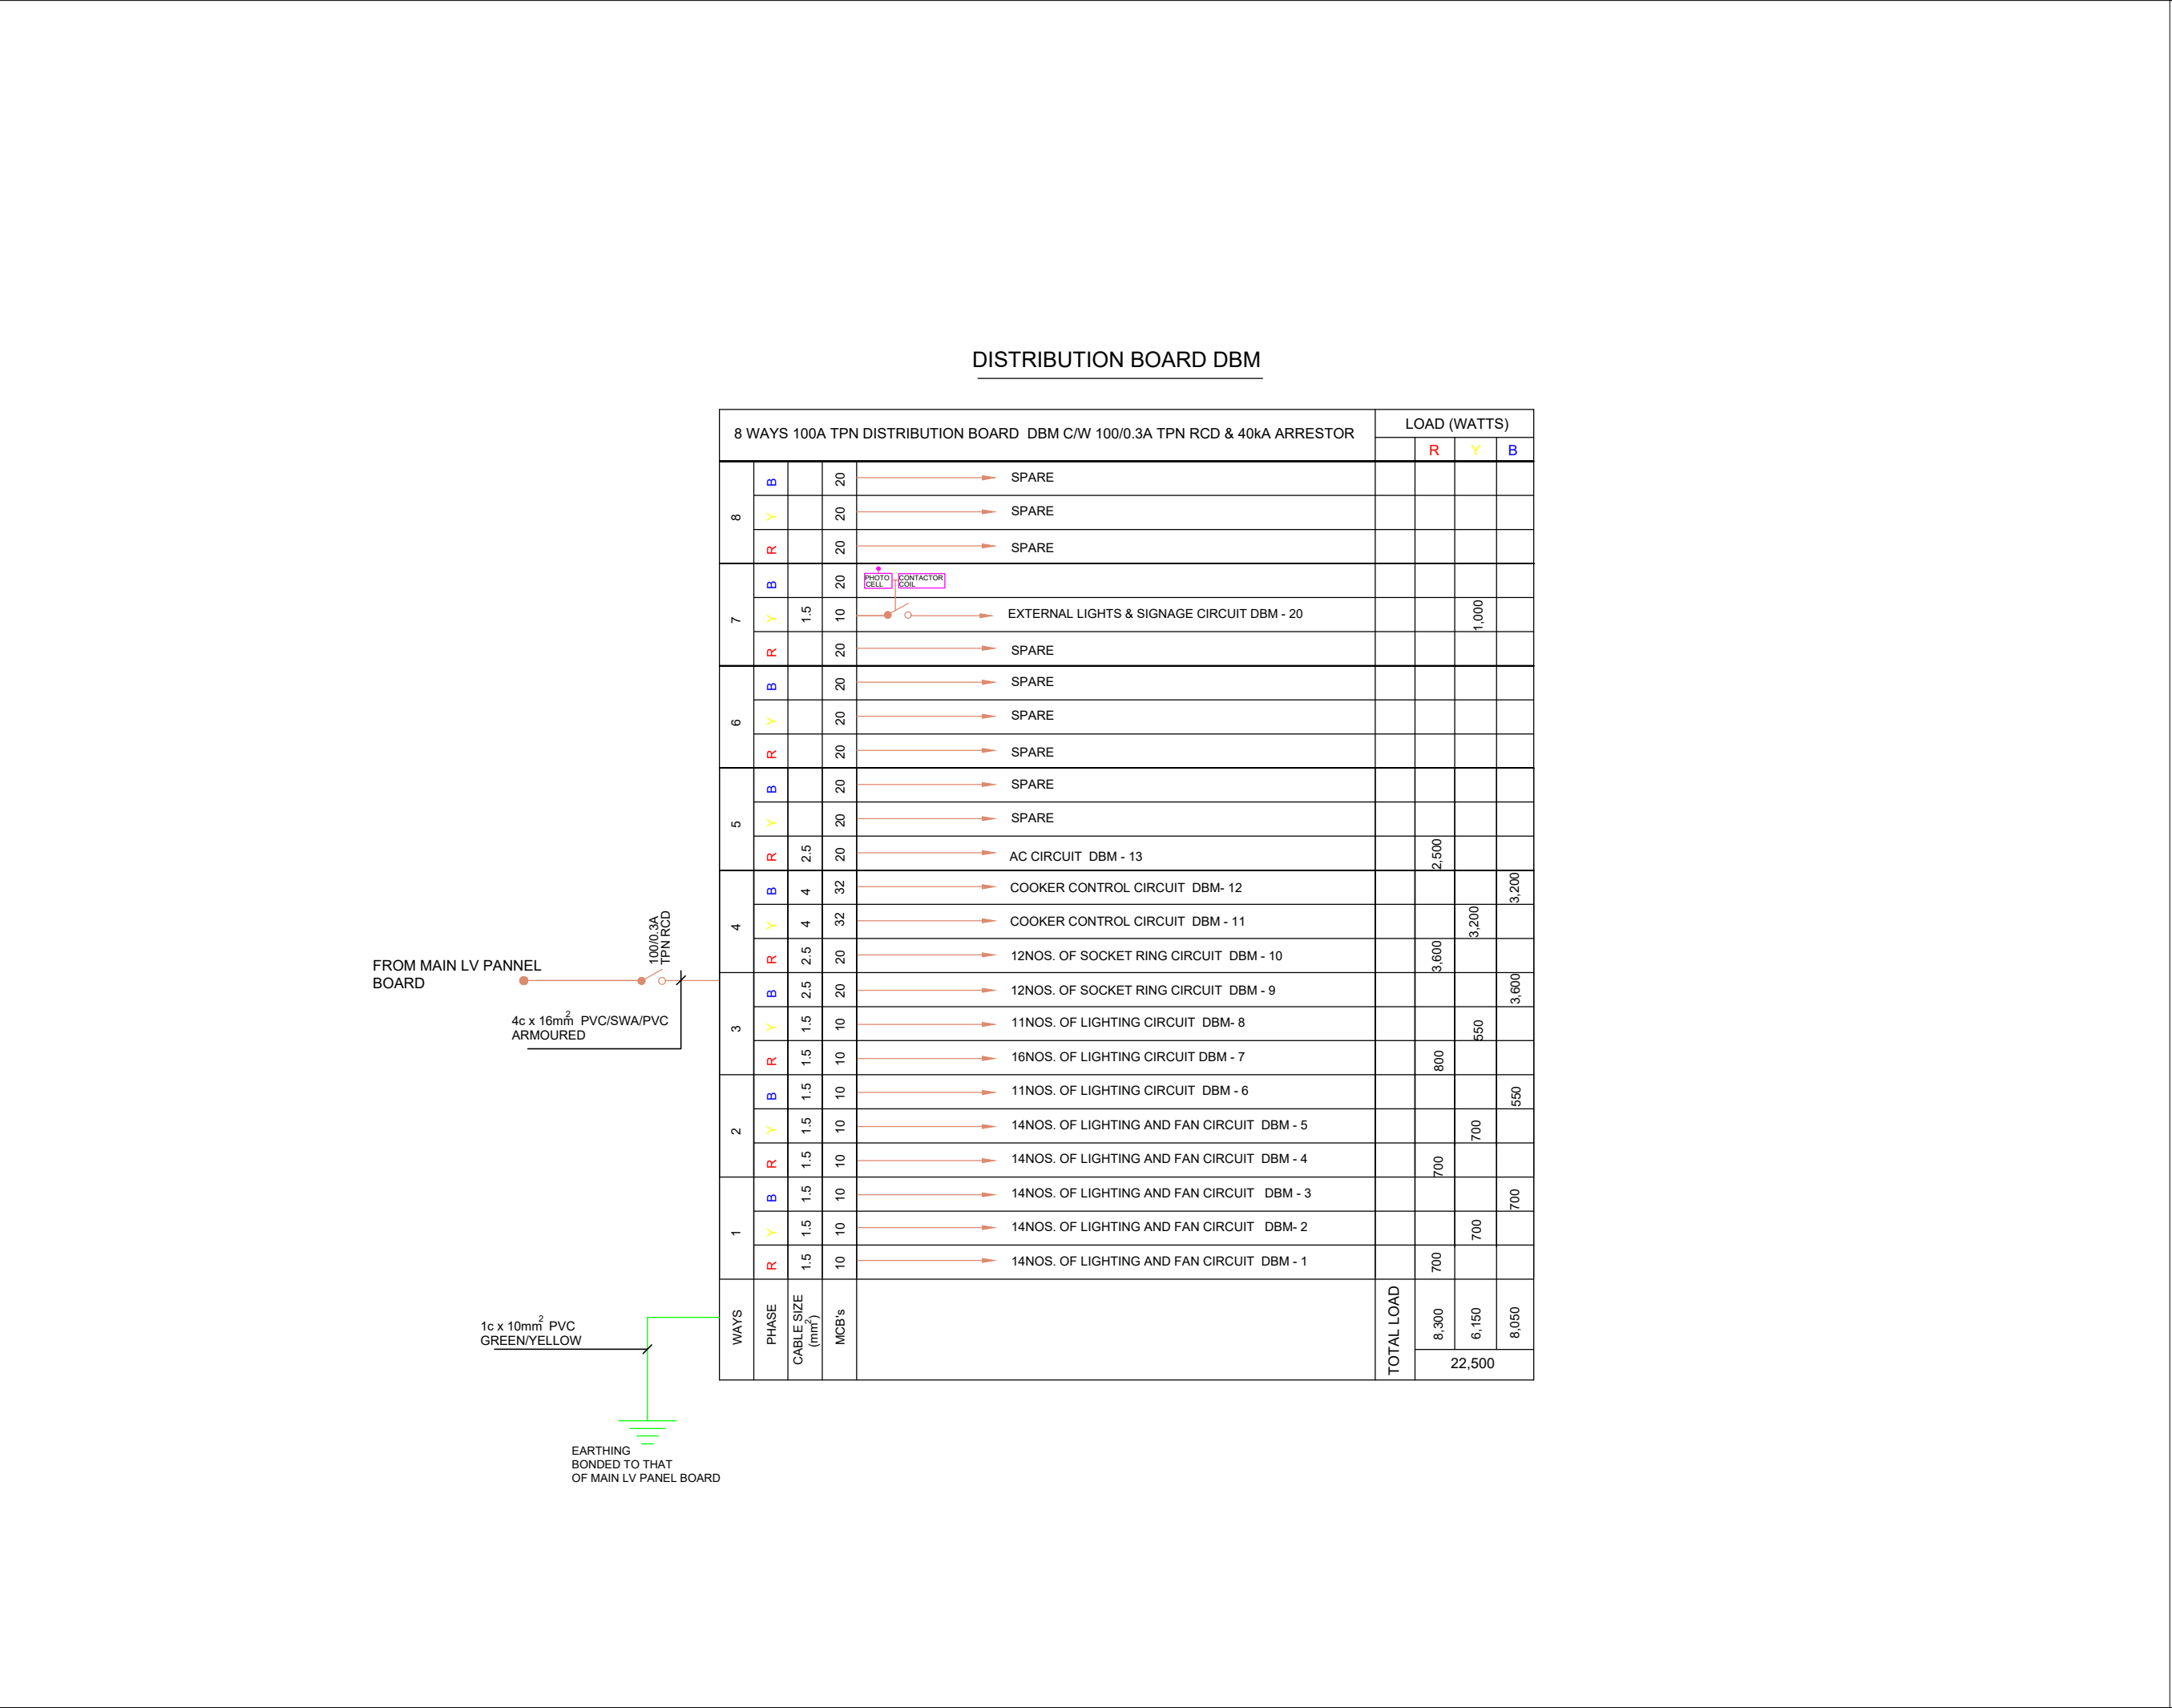 DISTRIBUTION BOARD DBM
8 WAYS 100A TPN DISTRIBUTION BOARD DBM C/W 100/0.3A TPN RCD & 40kA ARRESTOR
LOAD (WATTS)
R Y B
8
B 20 SPARE
Y 20 SPARE
R 20 SPARE
7
B 20
PHOTO CELL
CONTACTOR COIL
Y 1.5 10 EXTERNAL LIGHTS & SIGNAGE CIRCUIT DBM - 20 1,000
R 20 SPARE
6
B 20 SPARE
Y 20 SPARE
R 20 SPARE
5
B 20 SPARE
Y 20 SPARE
R 2.5 20 AC CIRCUIT DBM - 13 2,500
4
B 4 32 COOKER CONTROL CIRCUIT DBM- 12 3,200
Y 4 32 COOKER CONTROL CIRCUIT DBM - 11 3,200
R 2.5 20 12NOS. OF SOCKET RING CIRCUIT DBM - 10 3,600
3
B 2.5 20 12NOS. OF SOCKET RING CIRCUIT DBM - 9 3,600
Y 1.5 10 11NOS. OF LIGHTING CIRCUIT DBM- 8 550
R 1.5 10 16NOS. OF LIGHTING CIRCUIT DBM - 7 800
2
B 1.5 10 11NOS. OF LIGHTING CIRCUIT DBM - 6 550
Y 1.5 10 14NOS. OF LIGHTING AND FAN CIRCUIT DBM - 5 700
R 1.5 10 14NOS. OF LIGHTING AND FAN CIRCUIT DBM - 4 700
1
B 1.5 10 14NOS. OF LIGHTING AND FAN CIRCUIT DBM - 3 700
Y 1.5 10 14NOS. OF LIGHTING AND FAN CIRCUIT DBM- 2 700
R 1.5 10 14NOS. OF LIGHTING AND FAN CIRCUIT DBM - 1 700
WAYS
PHASE
CABLE SIZE
(mm2)
MCB's
TOTAL LOAD
8,300 6,150 8,050
22,500
FROM MAIN LV PANNEL
BOARD
100/0.3A
TPN RCD
4c x 16mm2 PVC/SWA/PVC
ARMOURED
1c x 10mm2 PVC
GREEN/YELLOW
EARTHING
BONDED TO THAT
OF MAIN LV PANEL BOARD